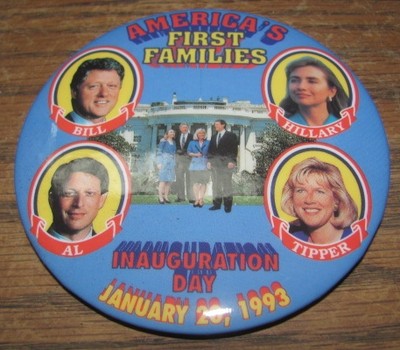 AMERICA'S
FIRST
FAMILIES
BILL
HILLARY
AL
TIPPER
INAUGURATION
DAY
JANUARY 20, 1993